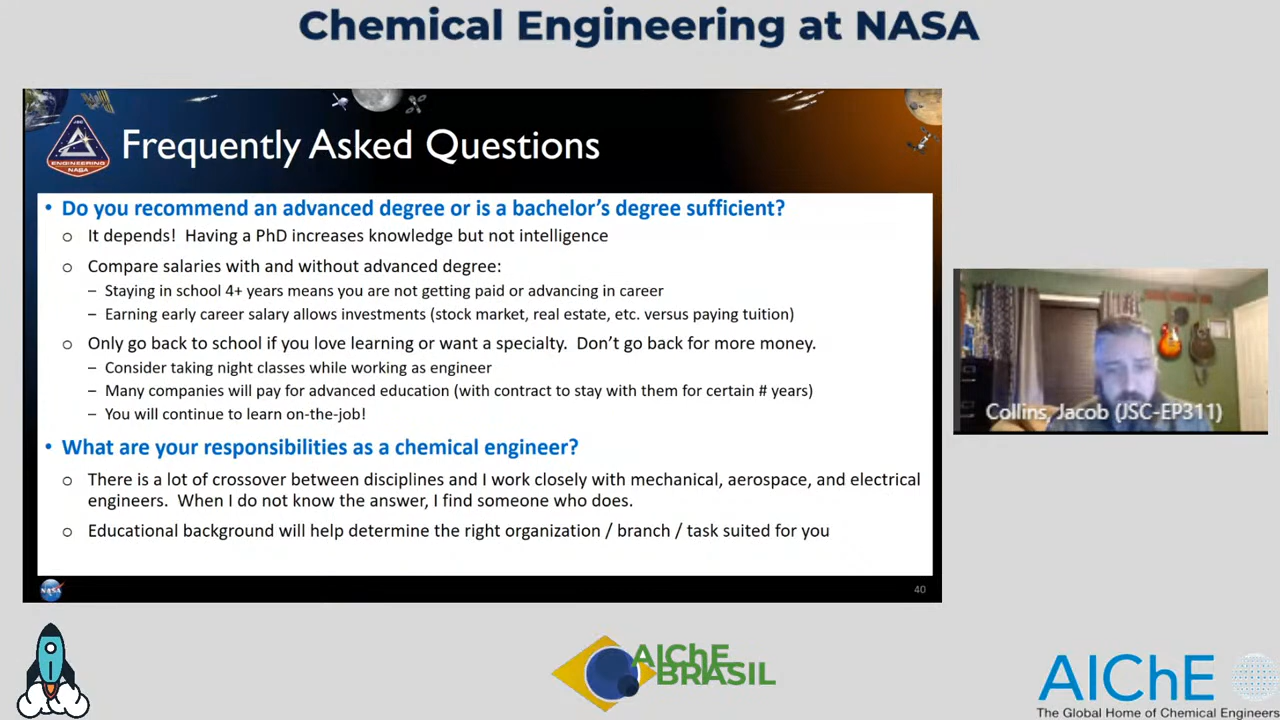 Chemical Engineering at NASA
JSC
ENGINEERING
NASA
Frequently Asked Questions
• Do you recommend an advanced degree or is a bachelor's degree sufficient?
o It depends! Having a PhD increases knowledge but not intelligence
o Compare salaries with and without advanced degree:
– Staying in school 4+ years means you are not getting paid or advancing in career
– Earning early career salary allows investments (stock market, real estate, etc. versus paying tuition)
o Only go back to school if you love learning or want a specialty. Don't go back for more money.
– Consider taking night classes while working as engineer
– Many companies will pay for advanced education (with contract to stay with them for certain # years)
– You will continue to learn on-the-job!
• What are your responsibilities as a chemical engineer?
o There is a lot of crossover between disciplines and I work closely with mechanical, aerospace, and electrical
engineers. When I do not know the answer, I find someone who does.
o Educational background will help determine the right organization / branch / task suited for you
NASA
40
Collins, Jacob (JSC-EP311)
AIChE
BRASIL
AIChE
The Global Home of Chemical Engineers